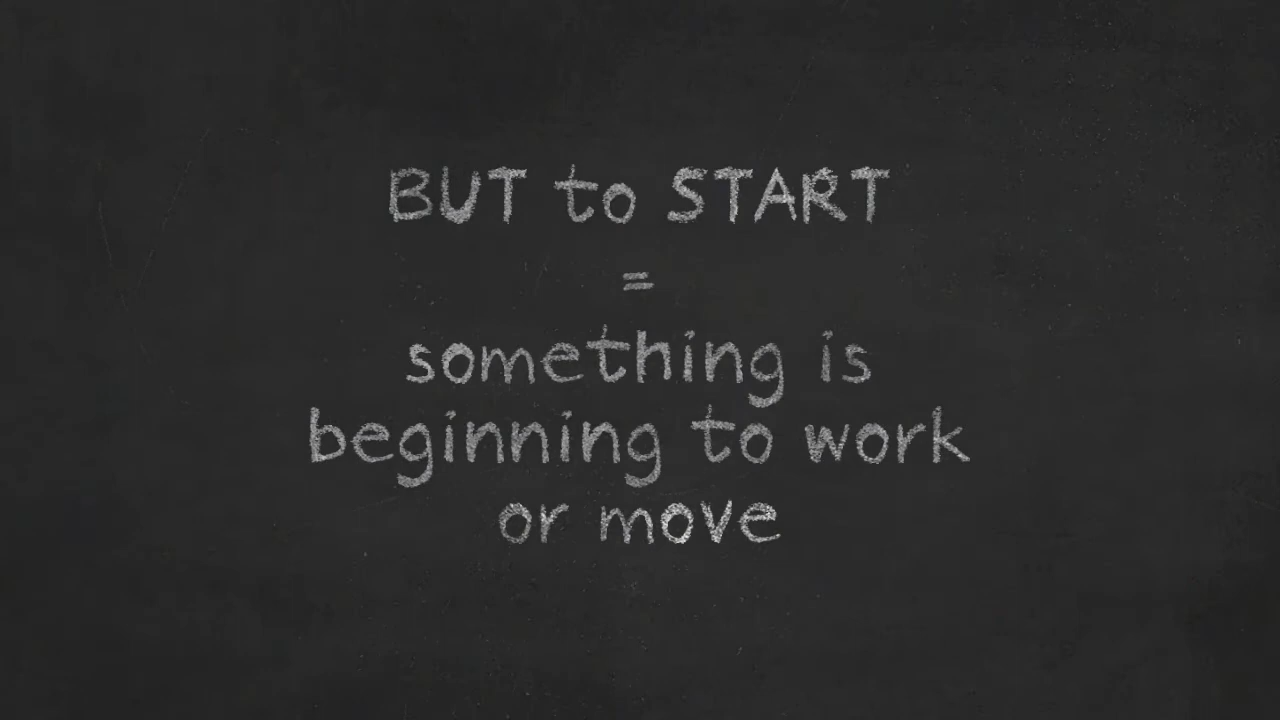 BUT to START
=
something is
beginning to work
or move